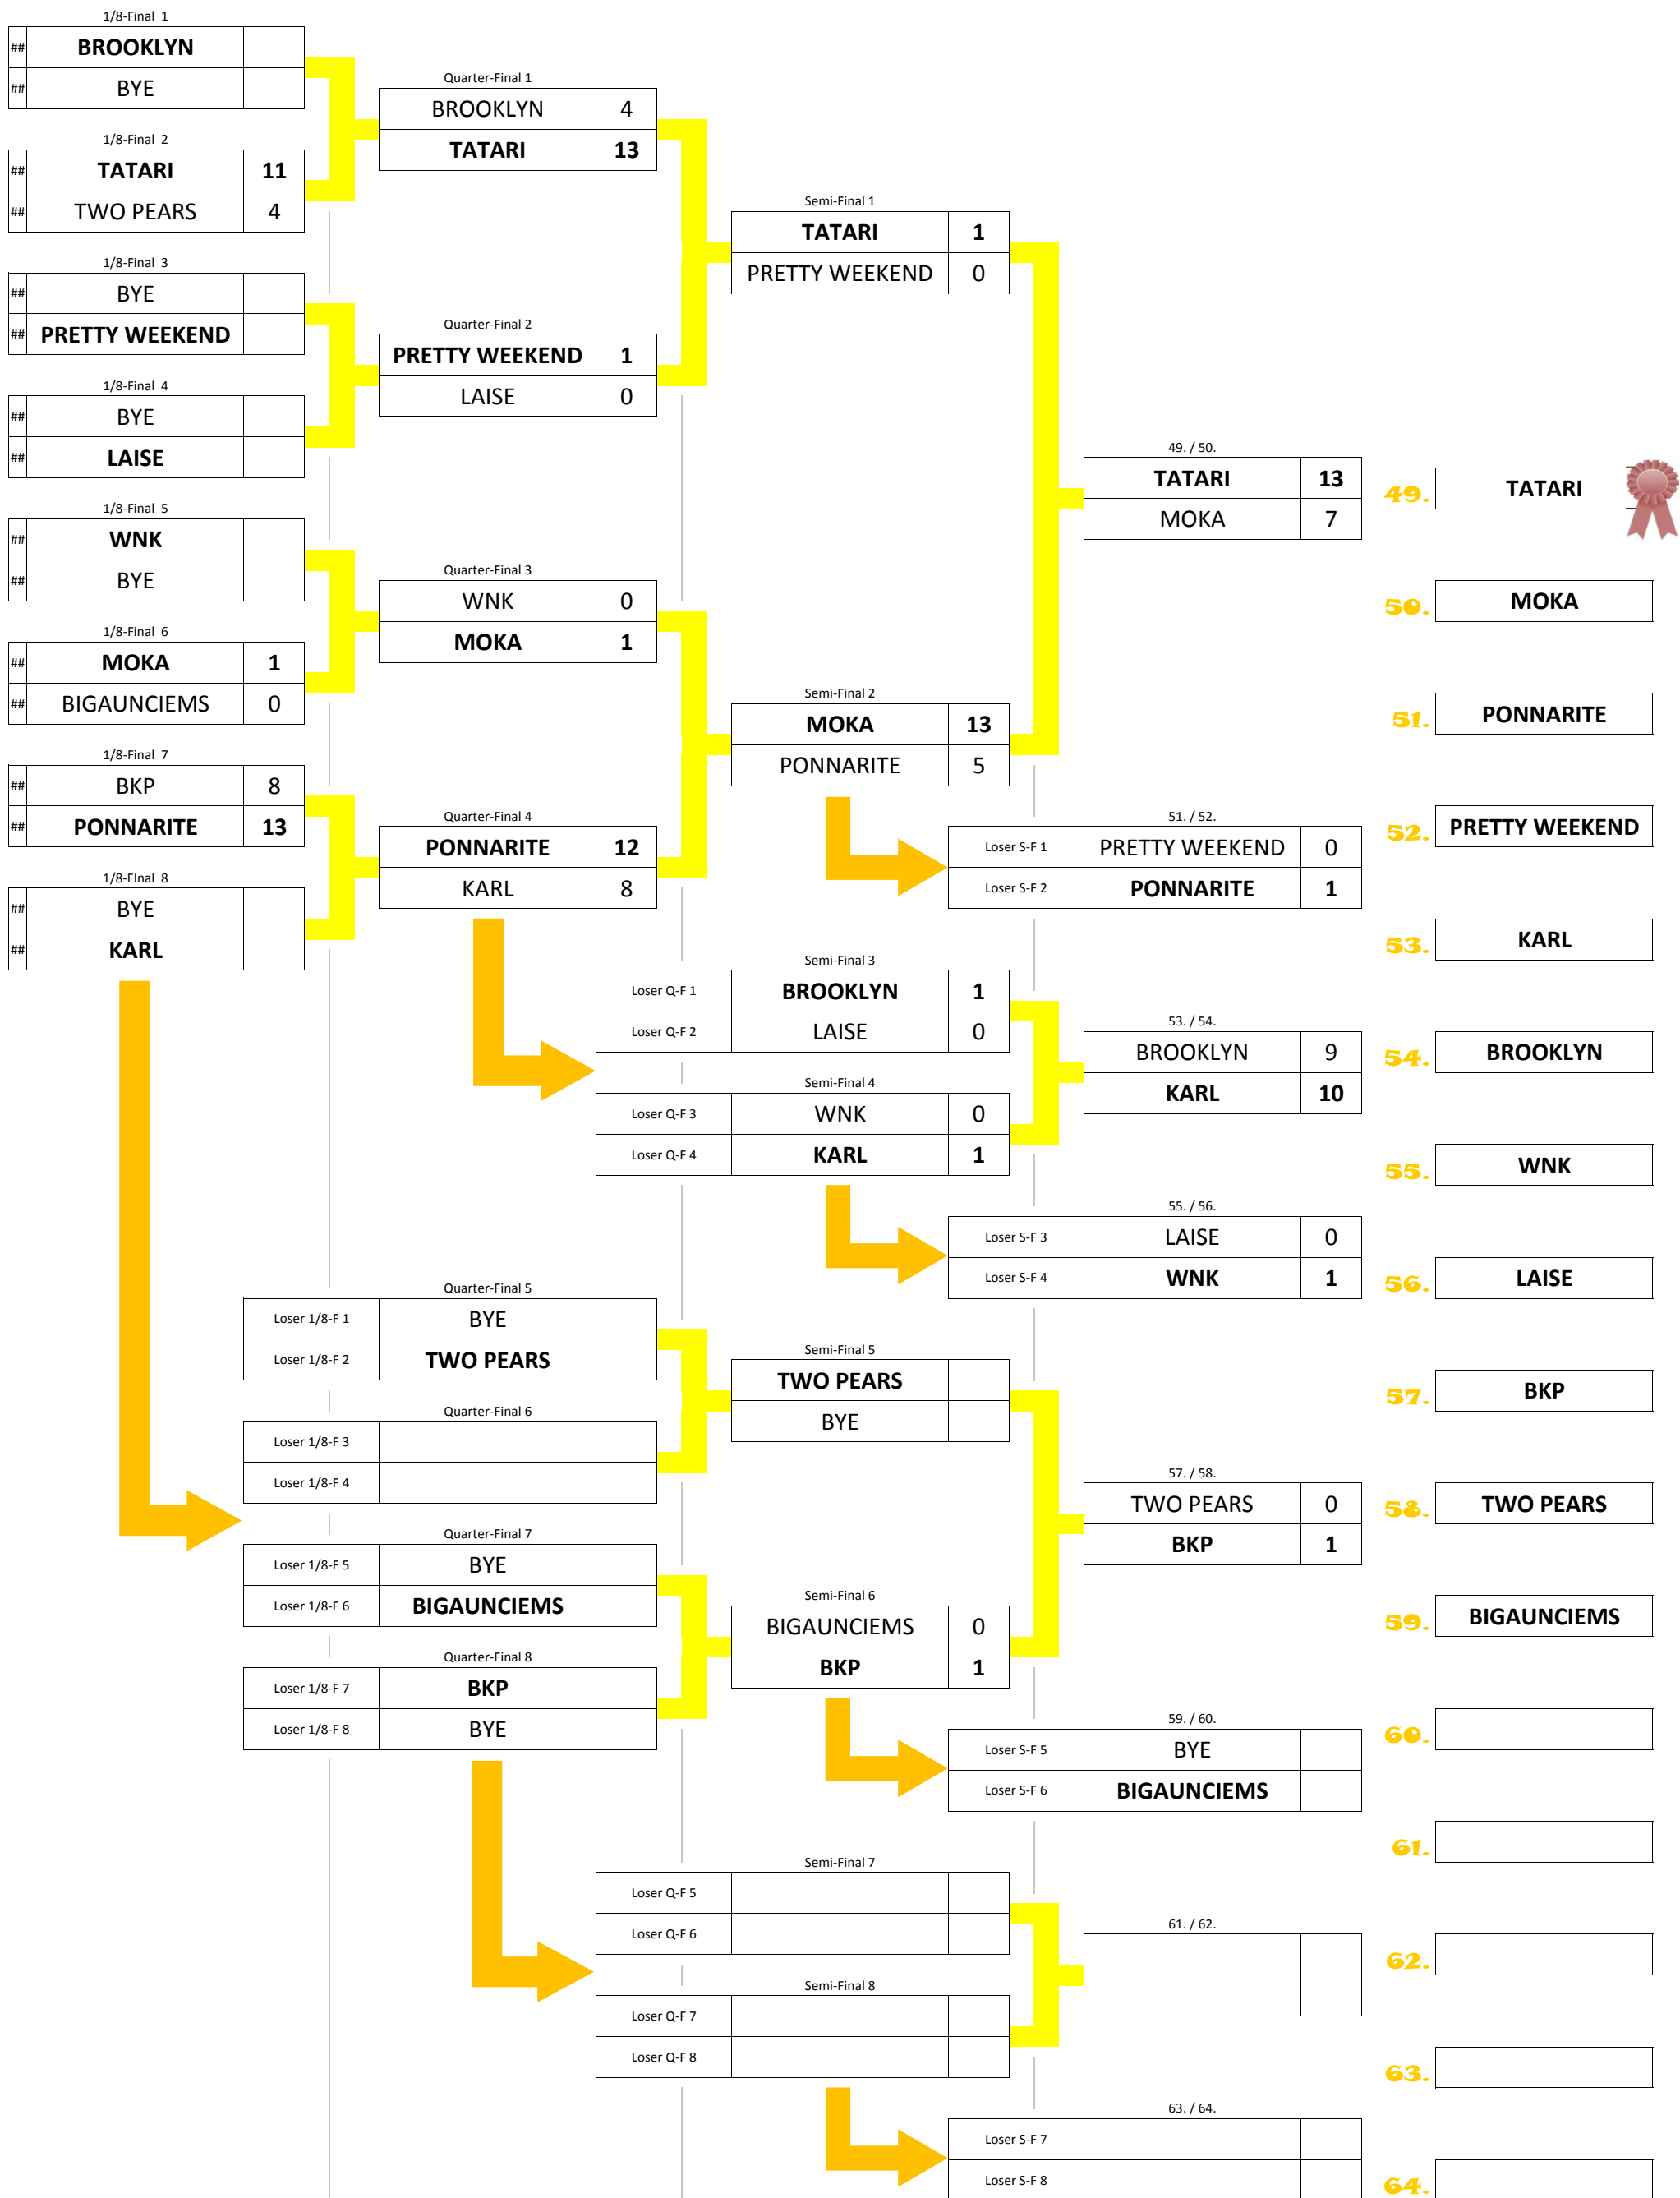 1/8-Final 1
## BROOKLYN
## BYE
1/8-Final 2
## TATARI 11
## TWO PEARS 4
1/8-Final 3
## BYE
## PRETTY WEEKEND
1/8-Final 4
## BYE
## LAISE
1/8-Final 5
## WNK
## BYE
1/8-Final 6
## MOKA 1
## BIGAUNCIEMS 0
1/8-Final 7
## BKP 8
## PONNARITE 13
1/8-FInal 8
## BYE
## KARL
Quarter-Final 1
BROOKLYN 4
TATARI 13
Quarter-Final 2
PRETTY WEEKEND 1
LAISE 0
Quarter-Final 3
WNK 0
MOKA 1
Quarter-Final 4
PONNARITE 12
KARL 8
Quarter-Final 5
Loser 1/8-F 1 BYE
Loser 1/8-F 2 TWO PEARS
Quarter-Final 6
Loser 1/8-F 3
Loser 1/8-F 4
Quarter-Final 7
Loser 1/8-F 5 BYE
Loser 1/8-F 6 BIGAUNCIEMS
Quarter-Final 8
Loser 1/8-F 7 BKP
Loser 1/8-F 8 BYE
Semi-Final 1
TATARI 1
PRETTY WEEKEND 0
Semi-Final 2
MOKA 13
PONNARITE 5
Semi-Final 3
Loser Q-F 1 BROOKLYN 1
Loser Q-F 2 LAISE 0
Semi-Final 4
Loser Q-F 3 WNK 0
Loser Q-F 4 KARL 1
Semi-Final 5
TWO PEARS
BYE
Semi-Final 6
BIGAUNCIEMS 0
BKP 1
Semi-Final 7
Loser Q-F 5
Loser Q-F 6
Semi-Final 8
Loser Q-F 7
Loser Q-F 8
49. / 50.
TATARI 13
MOKA 7
51. / 52.
Loser S-F 1 PRETTY WEEKEND 0
Loser S-F 2 PONNARITE 1
53. / 54.
BROOKLYN 9
KARL 10
55. / 56.
Loser S-F 3 LAISE 0
Loser S-F 4 WNK 1
57. / 58.
TWO PEARS 0
BKP 1
59. / 60.
Loser S-F 5 BYE
Loser S-F 6 BIGAUNCIEMS
61. / 62.
63. / 64.
Loser S-F 7
Loser S-F 8
49. TATARI
50. MOKA
51. PONNARITE
52. PRETTY WEEKEND
53. KARL
54. BROOKLYN
55. WNK
56. LAISE
57. BKP
58. TWO PEARS
59. BIGAUNCIEMS
60.
61.
62.
63.
64.